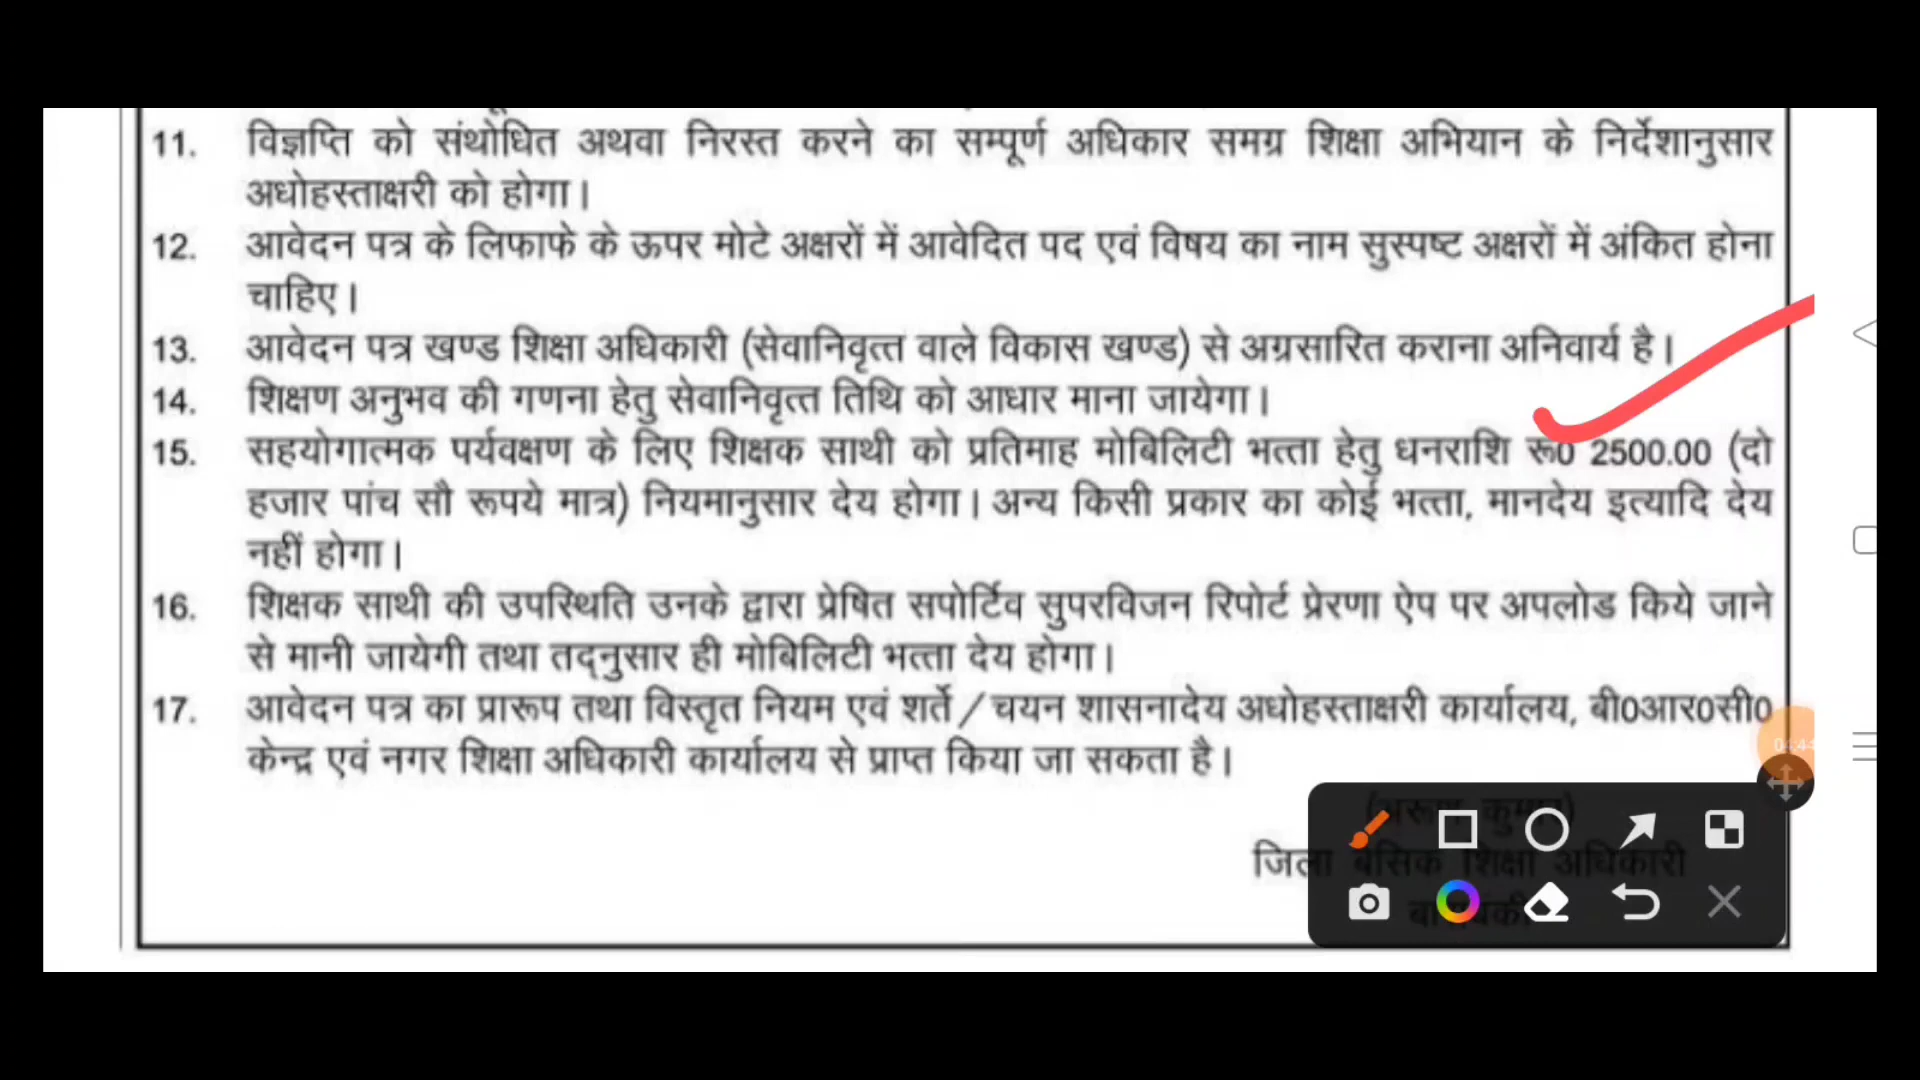 11. विज्ञप्ति को संथोधित अथवा निरस्त करने का सम्पूर्ण अधिकार समग्र शिक्षा अभियान के निर्देशानुसार
अधोहस्ताक्षरी को होगा।
12. आवेदन पत्र के लिफाफे के ऊपर मोटे अक्षरों में आवेदित पद एवं विषय का नाम सुस्पष्ट अक्षरों में अंकित होना
चाहिए।
13. आवेदन पत्र खण्ड शिक्षा अधिकारी (सेवानिवृत्त वाले विकास खण्ड) से अग्रसारित कराना अनिवार्य है।
14. शिक्षण अनुभव की गणना हेतु सेवानिवृत्त तिथि को आधार माना जायेगा।
15. सहयोगात्मक पर्यवक्षण के लिए शिक्षक साथी को प्रतिमाह मोबिलिटी भत्ता हेतु धनराशि रू0 2500.00 (दो
हजार पांच सौ रूपये मात्र) नियमानुसार देय होगा। अन्य किसी प्रकार का कोई भत्ता, मानदेय इत्यादि देय
नहीं होगा।
16. शिक्षक साथी की उपस्थिति उनके द्वारा प्रेषित सपोर्टिव सुपरविजन रिपोर्ट प्रेरणा ऐप पर अपलोड किये जाने
से मानी जायेगी तथा तद्नुसार ही मोबिलिटी भत्ता देय होगा।
17. आवेदन पत्र का प्रारूप तथा विस्तृत नियम एवं शर्ते/चयन शासनादेय अधोहस्ताक्षरी कार्यालय, बी0आर0सी0
केन्द्र एवं नगर शिक्षा अधिकारी कार्यालय से प्राप्त किया जा सकता है।
04:44
(अरूण कुमार)
जिला बेसिक शिक्षा अधिकारी